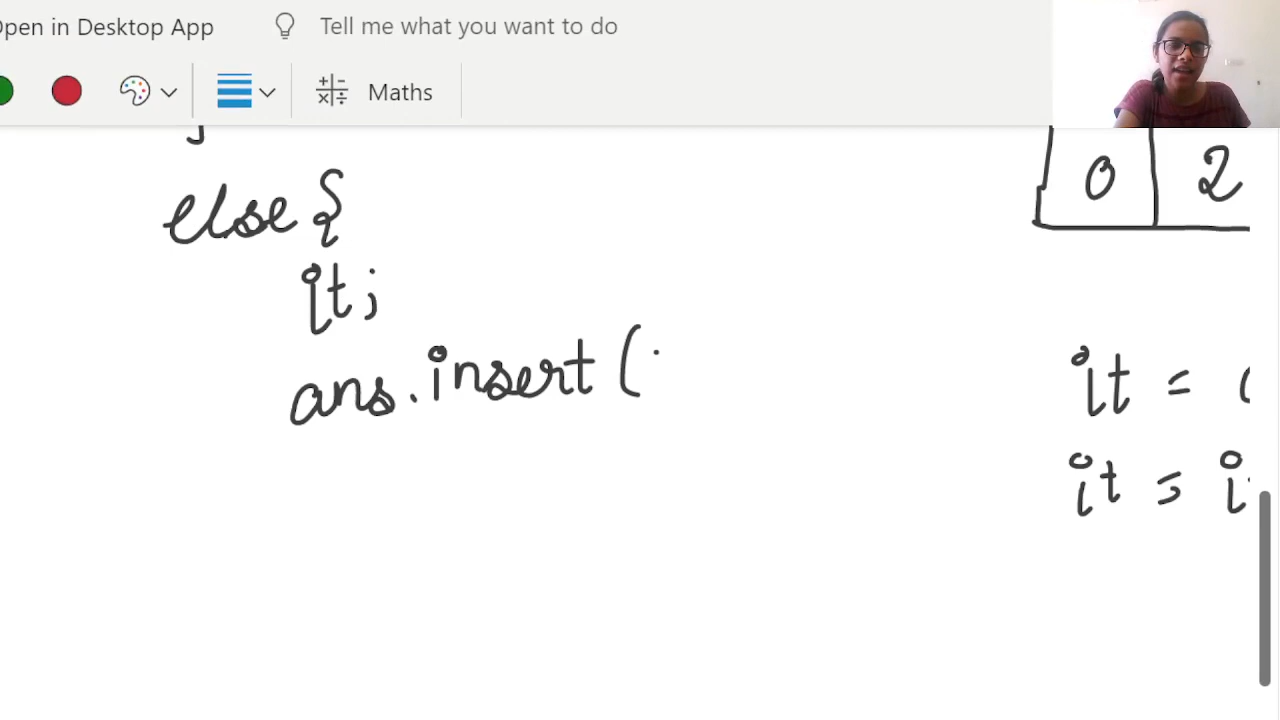 Open in Desktop App Tell me what you want to do
Maths
else {
it;
ans.insert (
0 2
it = 
it =